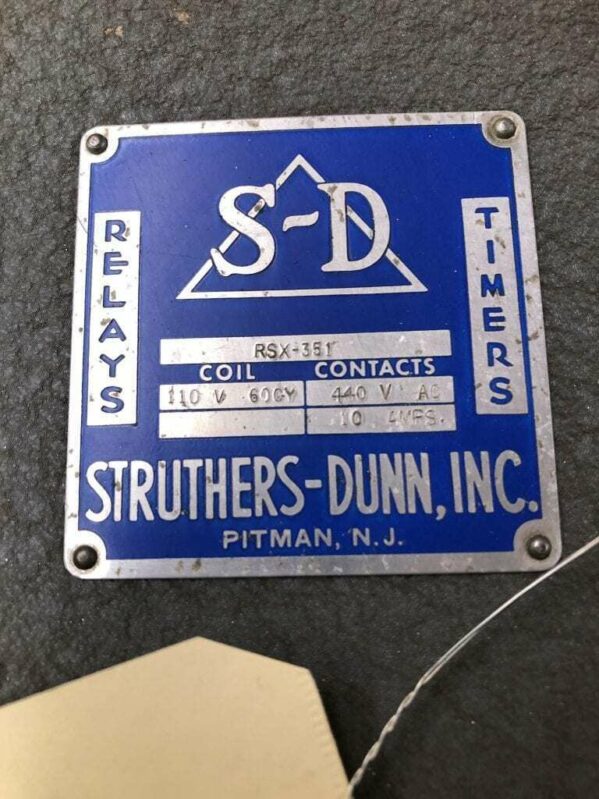 S-D
RELAYS
TIMERS
RSX-351
COIL CONTACTS
110 V 60CY 440 V AC
10 AMPS.
STRUTHERS-DUNN, INC.
PITMAN, N.J.